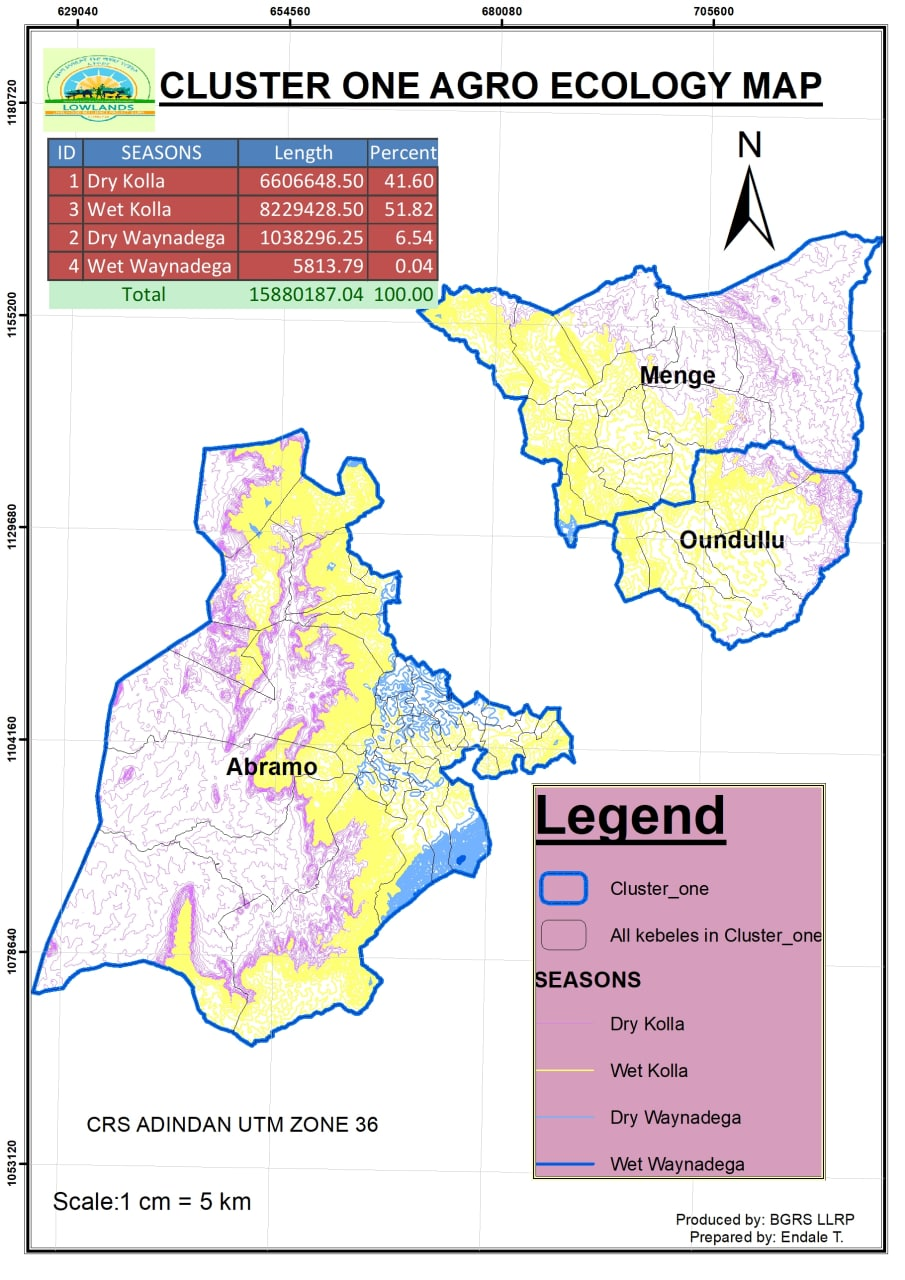 629040 654560 680080 705600
1180720
CLUSTER ONE AGRO ECOLOGY MAP
LOWLANDS
ID SEASONS Length Percent
1 Dry Kolla 6606648.50 41.60
3 Wet Kolla 8229428.50 51.82
2 Dry Waynadega 1038296.25 6.54
4 Wet Waynadega 5813.79 0.04
Total 15880187.04 100.00
N
1155200
Menge
1129680
Oundullu
1104160
Abramo
Legend
Cluster_one
All kebeles in Cluster_one
SEASONS
Dry Kolla
Wet Kolla
Dry Waynadega
Wet Waynadega
1078640
CRS ADINDAN UTM ZONE 36
1053120
Scale:1 cm = 5 km
Produced by: BGRS LLRP
Prepared by: Endale T.